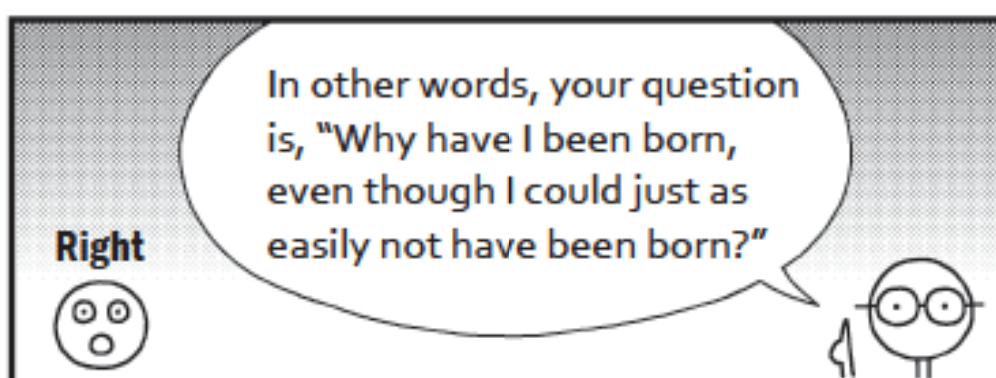 In other words, your question
is, “Why have I been born,
even though I could just as
easily not have been born?”
Right